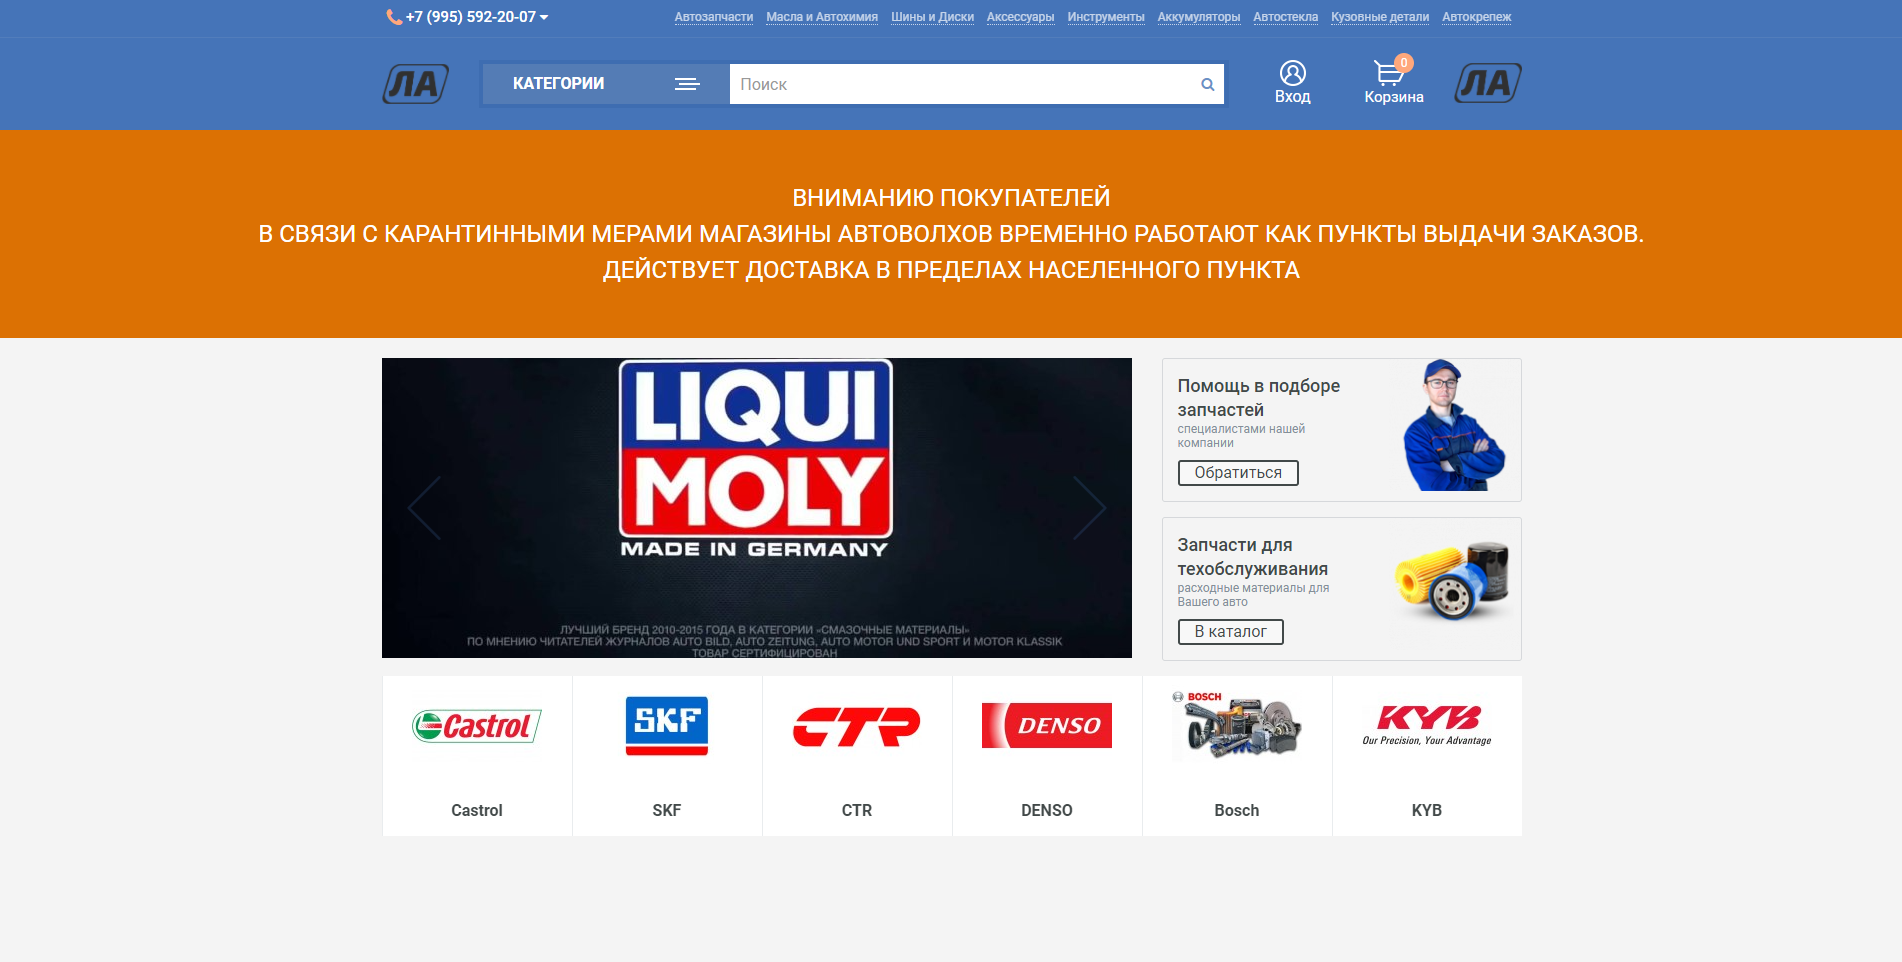 +7 (995) 592-20-07
Автозапчасти Масла и Автохимия Шины и Диски Аксессуары Инструменты Аккумуляторы Автостекла Кузовные детали Автокрепеж
ЛА
КАТЕГОРИИ
Поиск
Вход
0
Корзина
ЛА
ВНИМАНИЮ ПОКУПАТЕЛЕЙ
В СВЯЗИ С КАРАНТИННЫМИ МЕРАМИ МАГАЗИНЫ АВТОВОЛХОВ ВРЕМЕННО РАБОТАЮТ КАК ПУНКТЫ ВЫДАЧИ ЗАКАЗОВ.
ДЕЙСТВУЕТ ДОСТАВКА В ПРЕДЕЛАХ НАСЕЛЕННОГО ПУНКТА
LIQUI
MOLY
MADE IN GERMANY
ЛУЧШИЙ БРЕНД 2010-2015 ГОДА В КАТЕГОРИИ «СМАЗОЧНЫЕ МАТЕРИАЛЫ»
ПО МНЕНИЮ ЧИТАТЕЛЕЙ ЖУРНАЛОВ AUTO BILD, AUTO ZEITUNG, AUTO MOTOR UND SPORT И MOTOR KLASSIK
ТОВАР СЕРТИФИЦИРОВАН
Помощь в подборе
запчастей
специалистами нашей
компании
Обратиться
Запчасти для
техобслуживания
расходные материалы для
Вашего авто
В каталог
Castrol
SKF
CTR
DENSO
BOSCH
KYB
Our Precision, Your Advantage
Castrol
SKF
CTR
DENSO
Bosch
KYB